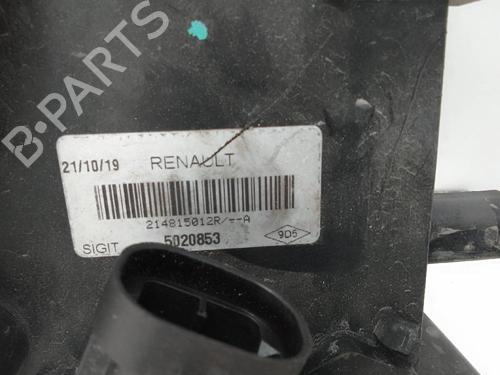 B-PARTS
21/10/19 RENAULT
214815012R/--A
SIGIT 5020853 9D5